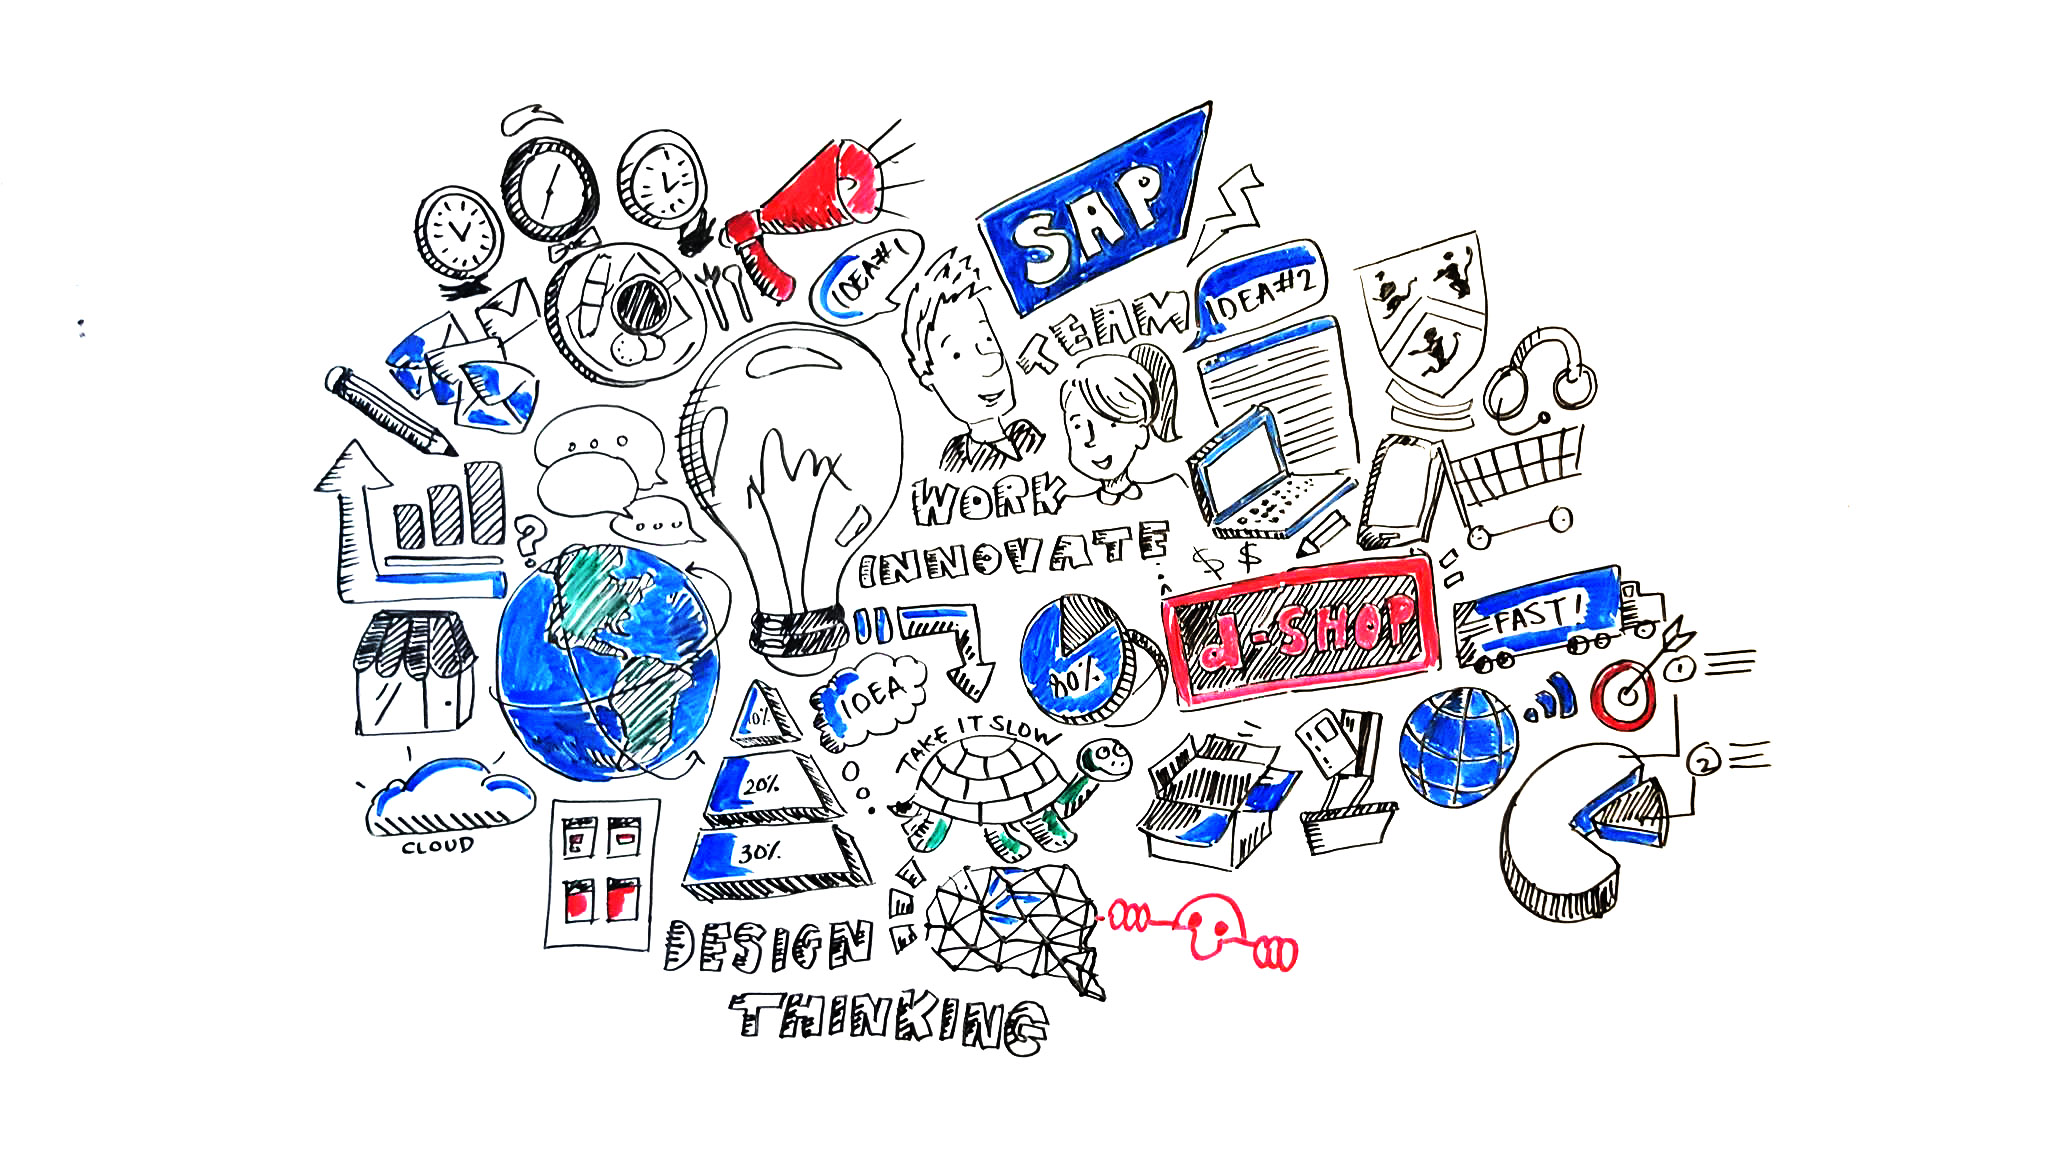 SAP
IDEA#1
IDEA#2
TEAM
WORK
INNOVATE
$ $
d-SHOP
FAST!
?
80%
1
IDEA
10%
TAKE IT SLOW
2
20%
CLOUD
30%
DESIGN
THINKING